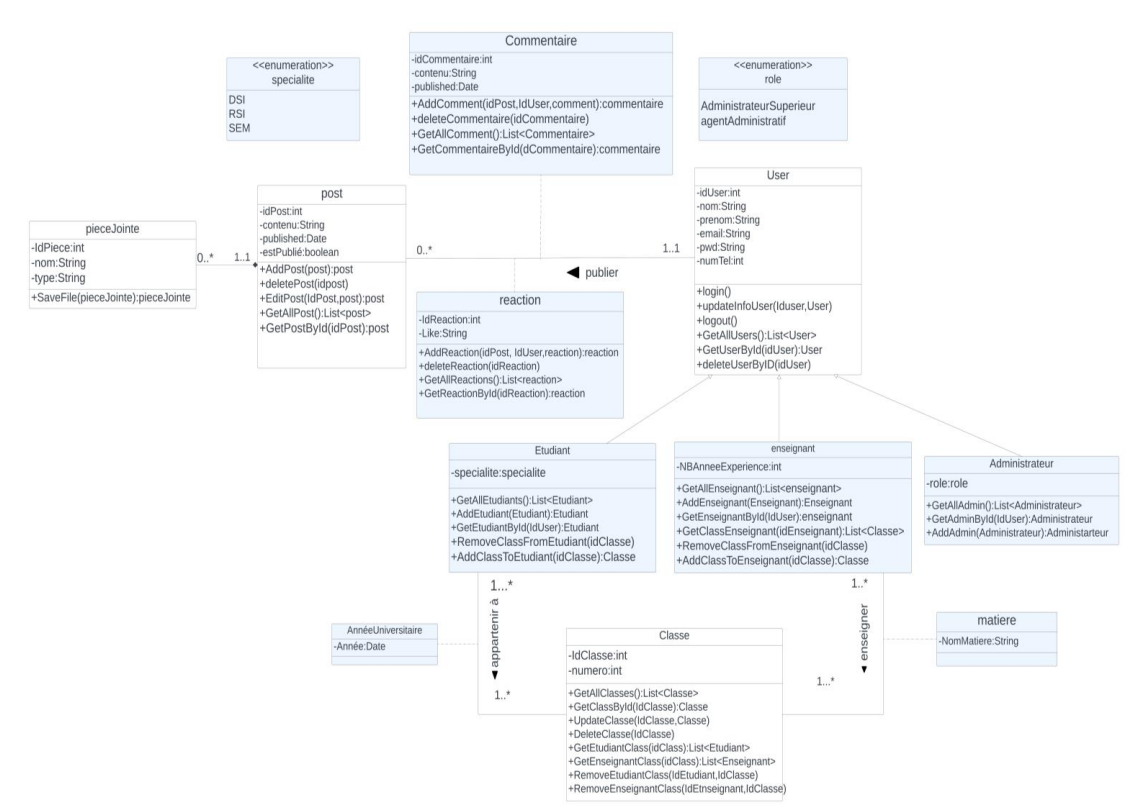 Commentaire
-idCommentaire:int
-contenu:String
-published:Date
+AddComment(idPost,IdUser,comment):commentaire
+deleteCommentaire(idCommentaire)
+GetAllComment():List<Commentaire>
+GetCommentaireById(dCommentaire):commentaire
<<enumeration>>
specialite
DSI
RSI
SEM
<<enumeration>>
role
AdministrateurSuperieur
agentAdministratif
pieceJointe
-IdPiece:int
-nom:String
-type:String
+SaveFile(pieceJointe):pieceJointe
0..*
1..1
post
-idPost:int
-contenu:String
-published:Date
-estPublié:boolean
+AddPost(post):post
+deletePost(idpost)
+EditPost(IdPost,post):post
+GetAllPost():List<post>
+GetPostById(idPost):post
0..*
1..1
publier
User
-idUser:int
-nom:String
-prenom:String
-email:String
-pwd:String
-numTel:int
+login()
+updateInfoUser(Iduser,User)
+logout()
+GetAllUsers():List<User>
+GetUserById(idUser):User
+deleteUserByID(idUser)
reaction
-IdReaction:int
-Like:String
+AddReaction(idPost, IdUser,reaction):reaction
+deleteReaction(idReaction)
+GetAllReactions():List<reaction>
+GetReactionById(idReaction):reaction
Etudiant
-specialite:specialite
+GetAllEtudiants():List<Etudiant>
+AddEtudiant(Etudiant):Etudiant
+GetEtudiantById(IdUser):Etudiant
+RemoveClassFromEtudiant(idClasse)
+AddClassToEtudiant(idClasse):Classe
enseignant
-NBAnneeExperience:int
+GetAllEnseignant():List<enseignant>
+AddEnseignant(Enseignant):Enseignant
+GetEnseignantById(IdUser):enseignant
+GetClassEnseignant(idEnseignant):List<Classe>
+RemoveClassFromEnseignant(idClasse)
+AddClassToEnseignant(idClasse):Classe
Administrateur
-role:role
+GetAllAdmin():List<Administrateur>
+GetAdminById(IdUser):Administrateur
+AddAdmin(Administrateur):Administarteur
1...*
appartenir à
1..*
1..*
enseigner
1...*
AnnéeUniversitaire
-Année:Date
Classe
-IdClasse:int
-numero:int
+GetAllClasses():List<Classe>
+GetClassById(IdClasse):Classe
+UpdateClasse(IdClasse,Classe)
+DeleteClasse(IdClasse)
+GetEtudiantClass(idClass):List<Etudiant>
+GetEnseignantClass(idClass):List<Enseignant>
+RemoveEtudiantClass(IdEtudiant,IdClasse)
+RemoveEnseignantClass(IdEtnseignant,IdClasse)
matiere
-NomMatiere:String